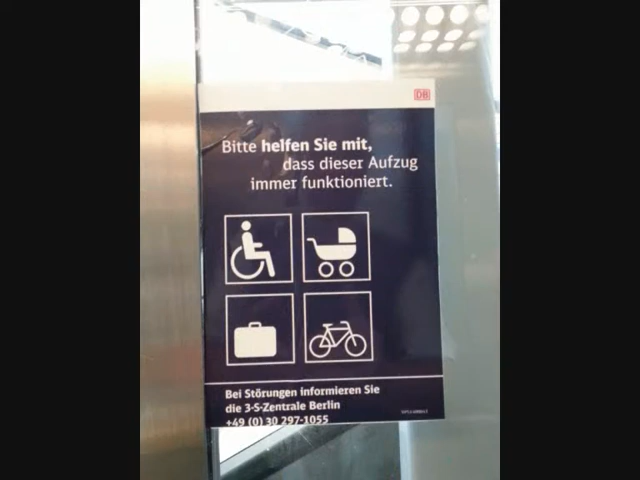 DB
Bitte helfen Sie mit,
dass dieser Aufzug
immer funktioniert.
Bei Störungen informieren Sie
die 3-S-Zentrale Berlin
+49 (0) 30 297-1055